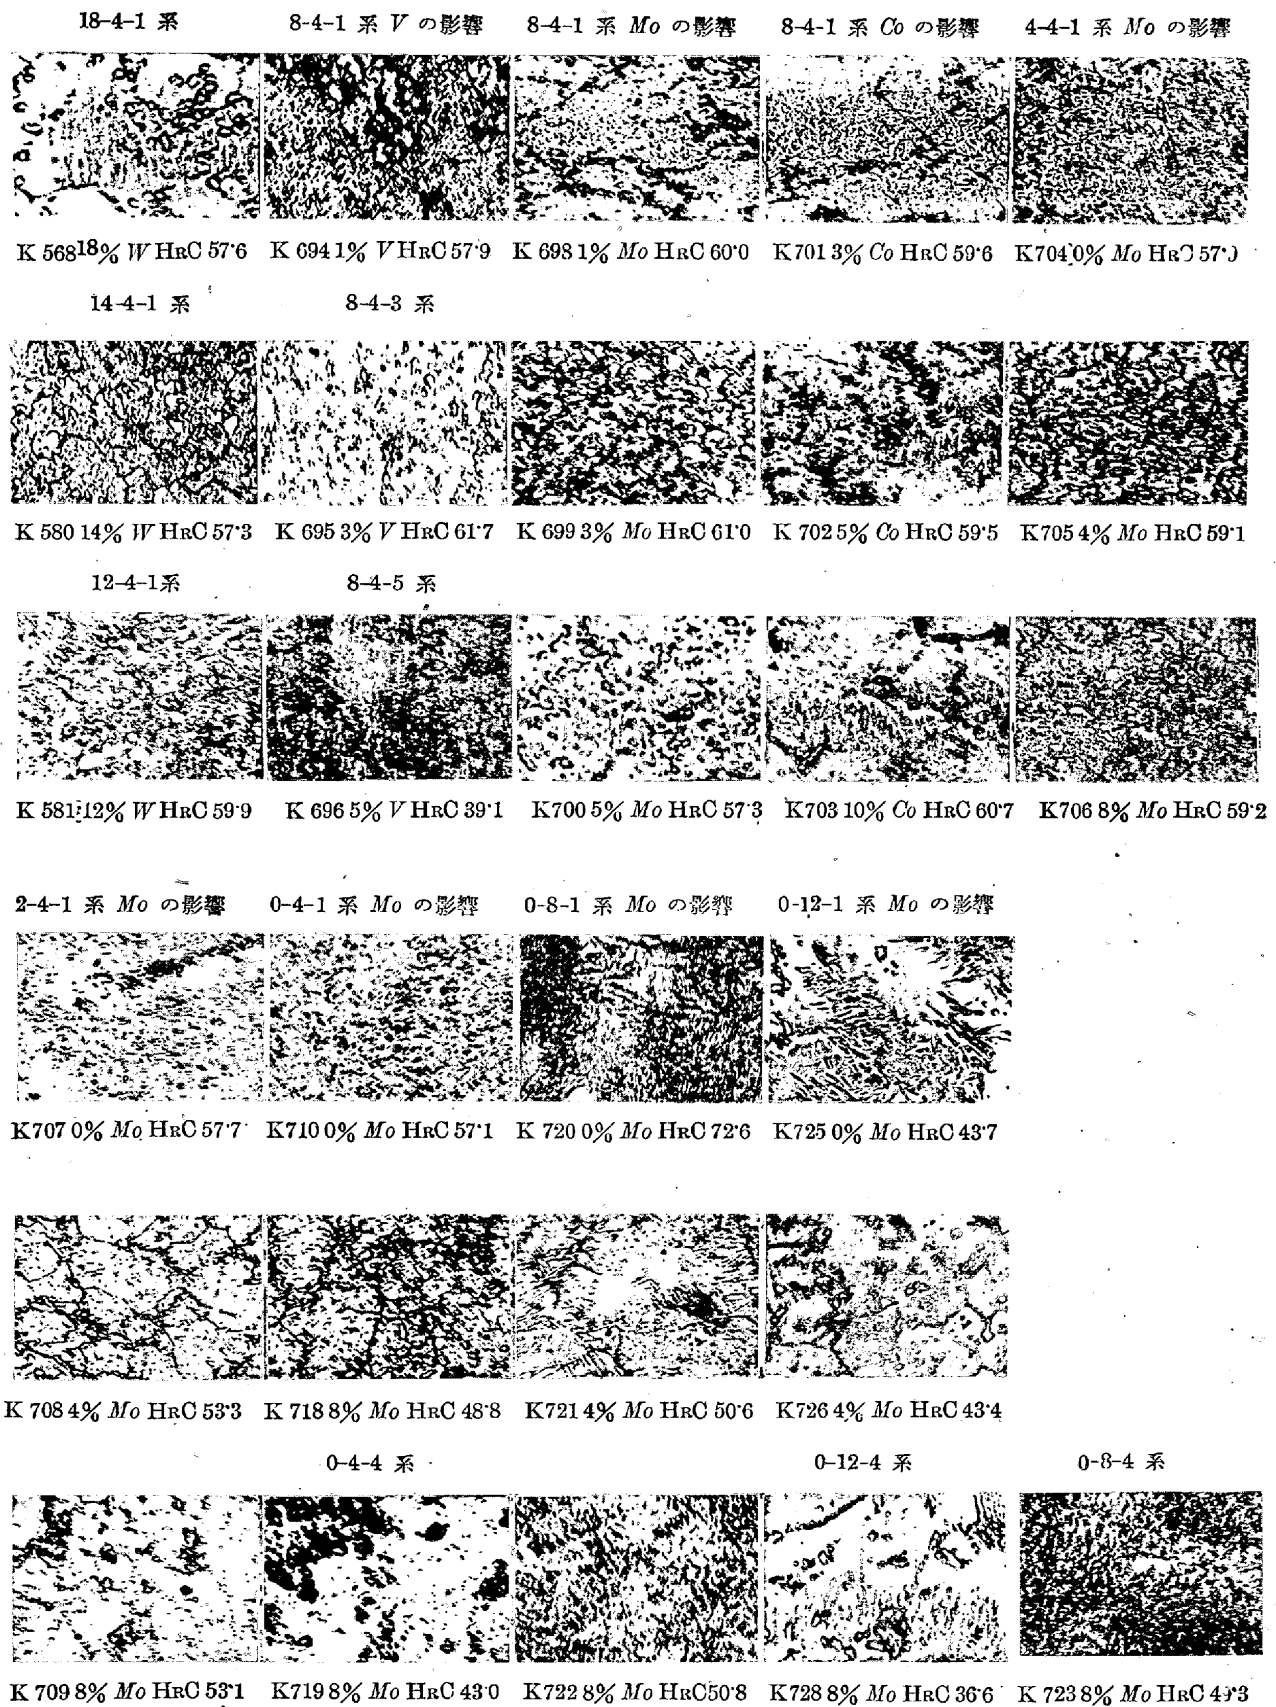 18-4-1 系 8-4-1 系 V の影響 8-4-1 系 Mo の影響 8-4-1 系 Co の影響 4-4-1 系 Mo の影響
K 568 18% W HRC 57·6 K 694 1% V HRC 57·9 K 698 1% Mo HRC 60·0 K701 3% Co HRC 59·6 K704 0% Mo HRC
14-4-1 系 8-4-3 系
K 580 14% W HRC 57·3 K 695 3% V HRC 61·7 K 699 3% Mo HRC 61·0 K 702 5% Co HRC 59·5 K705 4% Mo HRC 59·1
12-4-1系 8-4-5 系
K 581 12% W HRC 59·9 K 696 5% V HRC 39·1 K700 5% Mo HRC 57·3 K703 10% Co HRC 60·7 K706 8% Mo HRC 59·2
2-4-1 系 Mo の影響 0-4-1 系 Mo の影響 0-8-1 系 Mo の影響 0-12-1 系 Mo の影響
K707 0% Mo HRC 57·7 K710 0% Mo HRC 57·1 K 720 0% Mo HRC 72·6 K725 0% Mo HRC 43·7
K 708 4% Mo HRC 53·3 K 718 8% Mo HRC 48·8 K721 4% Mo HRC 50·6 K726 4% Mo HRC 43·4
0-4-4 系 0-12-4 系 0-8-4 系
K 709 8% Mo HRC 53·1 K719 8% Mo HRC 43·0 K722 8% Mo HRC50·8 K728 8% Mo HRC 36·6 K 723 8% Mo HRC